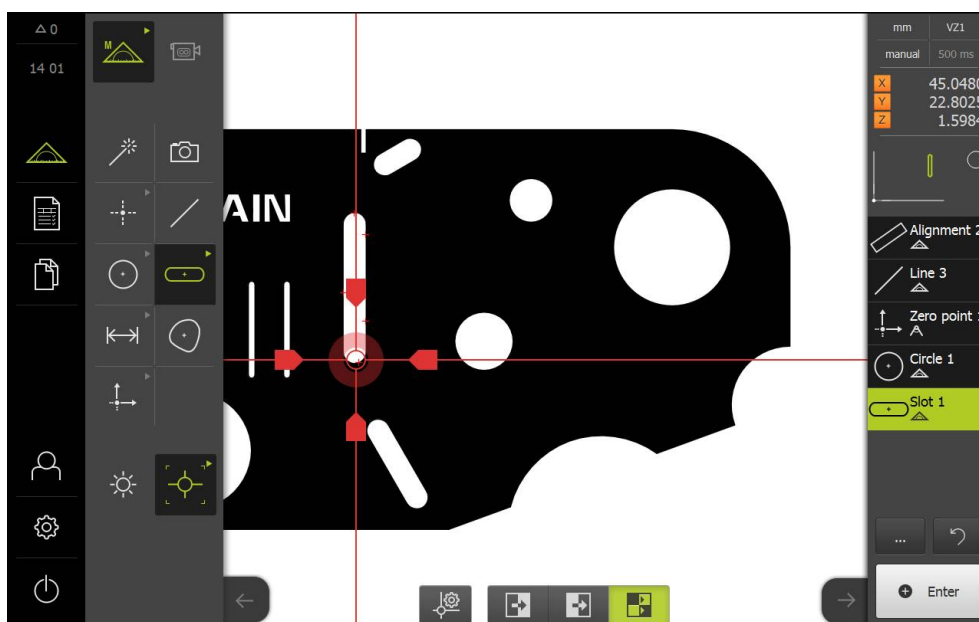 △ 0
14 01
M
AIN
mm VZ1
manual 500 ms
X 45.0480
Y 22.8025
Z 1.5984
Alignment 2
Line 3
Zero point 1
Circle 1
Slot 1
...
Enter